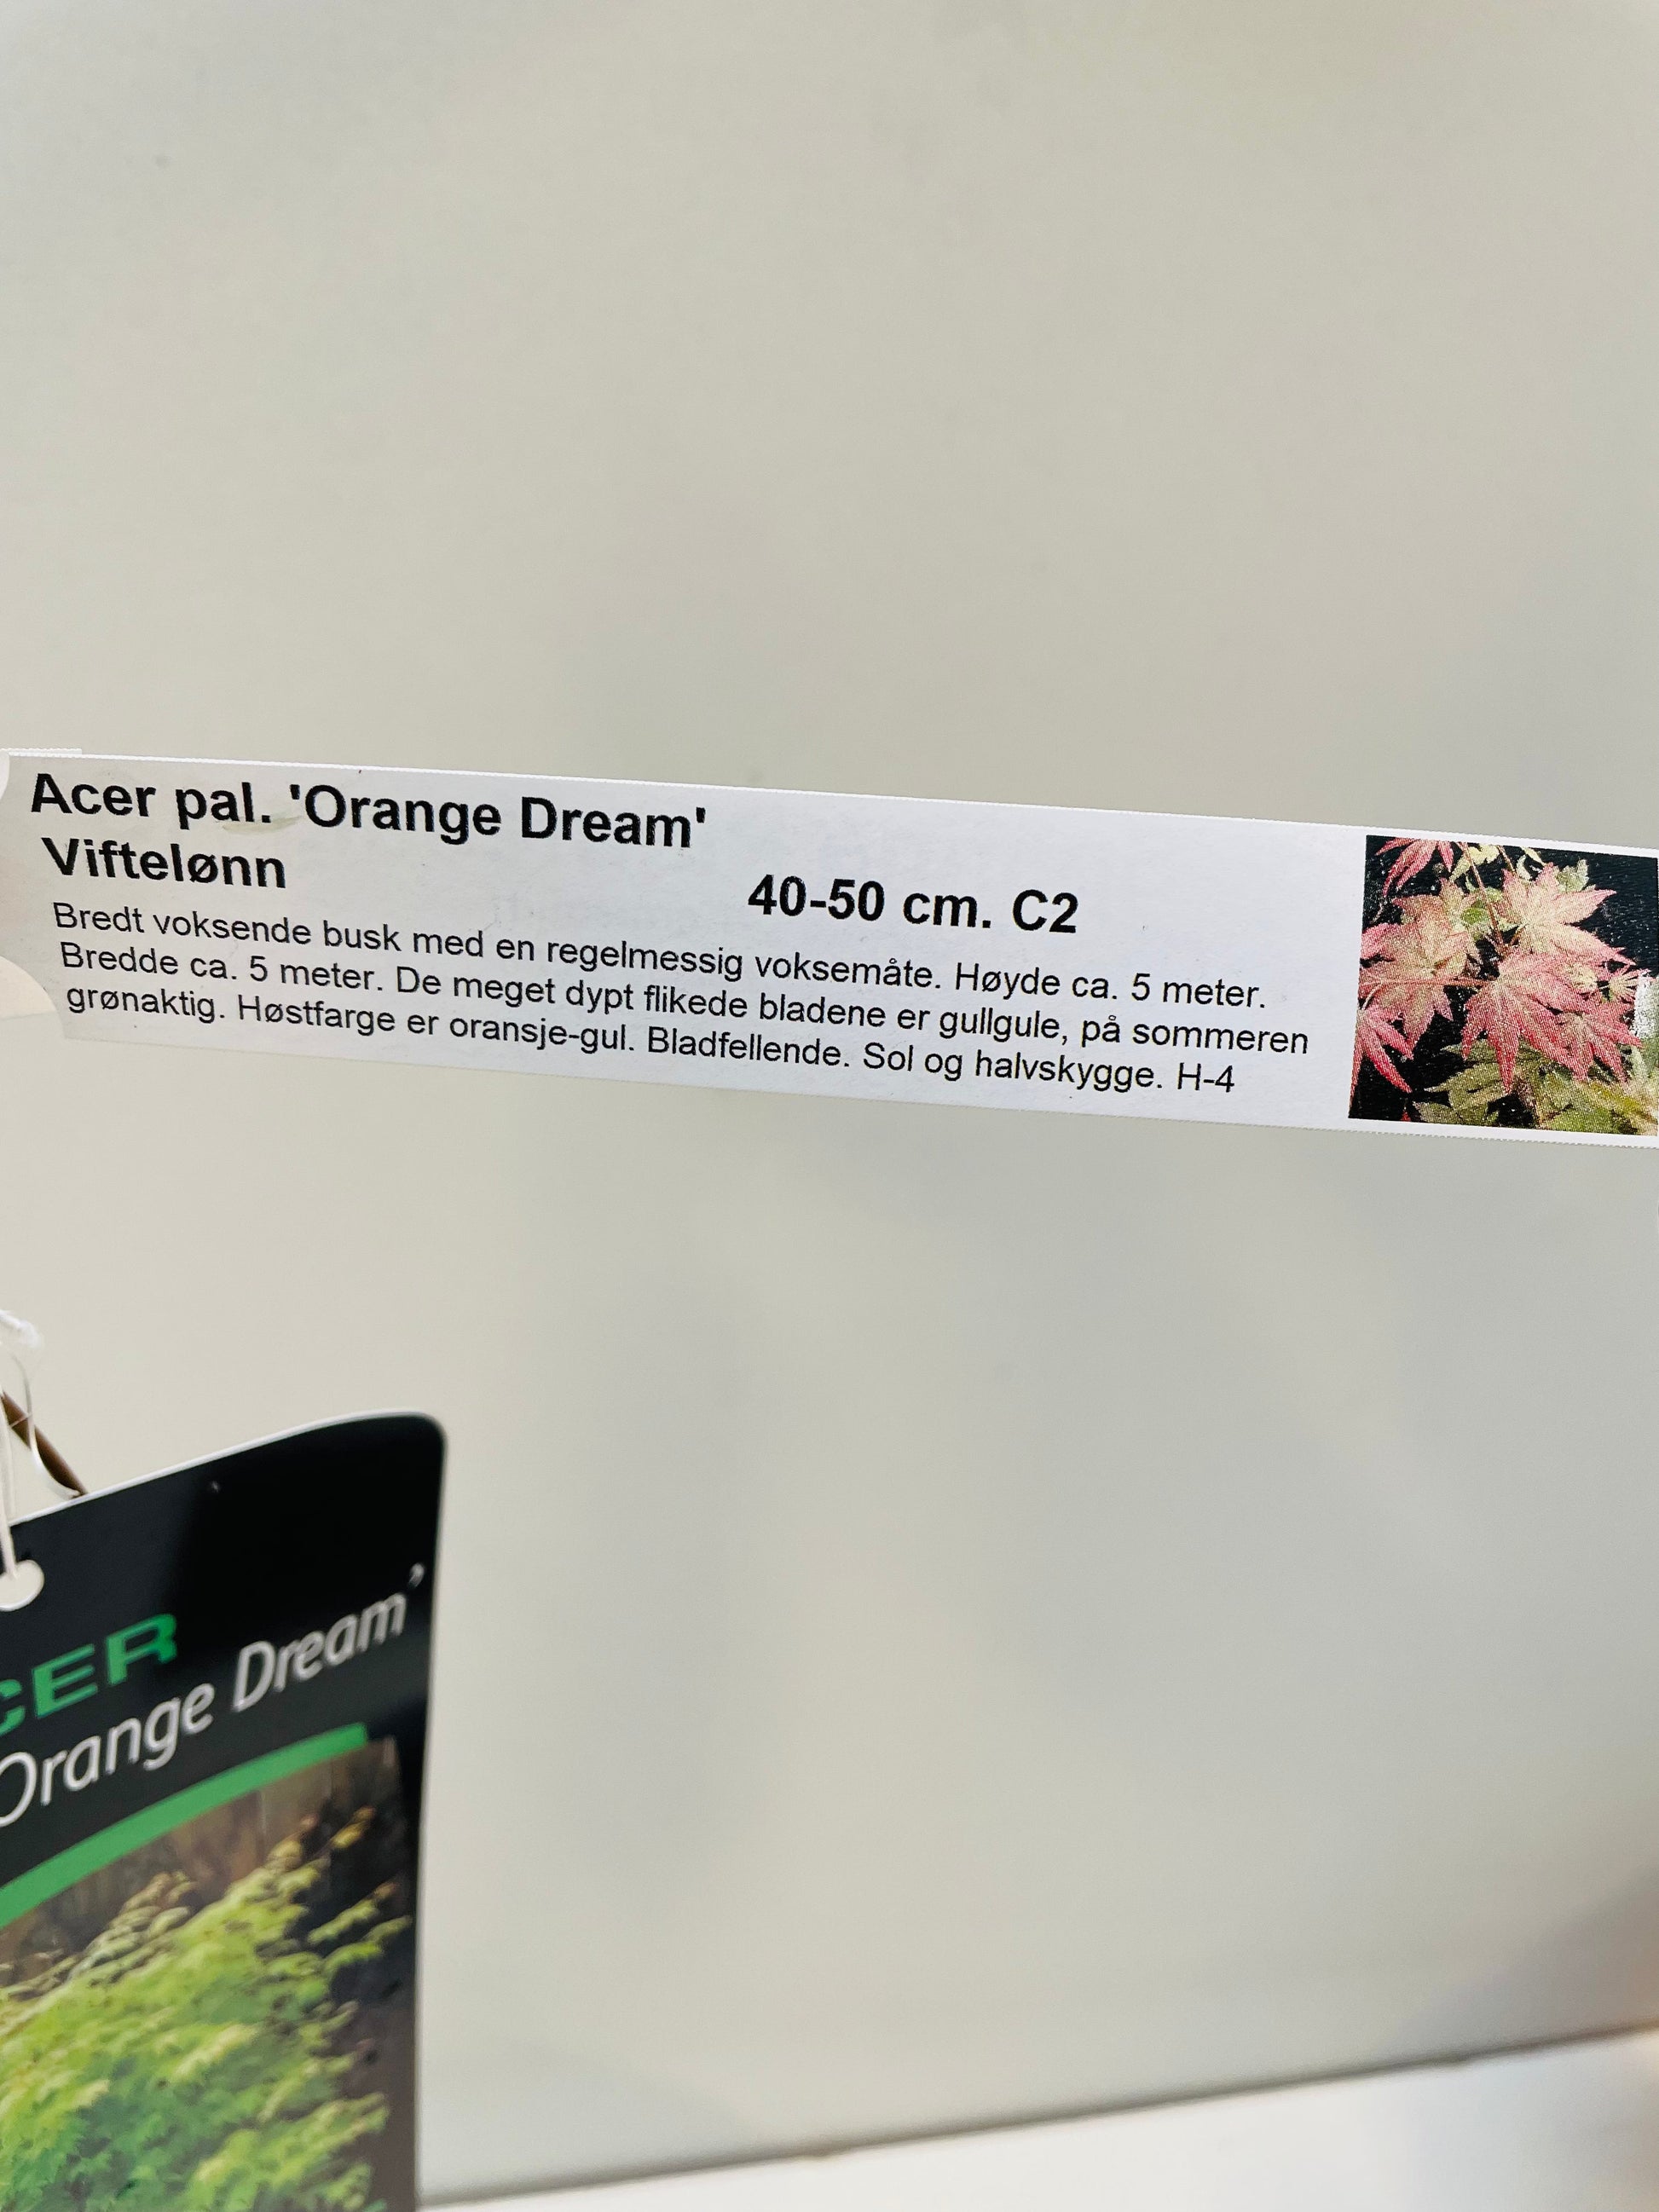 Acer pal. 'Orange Dream'
Viftelønn
40-50 cm. C2
Bredt voksende busk med en regelmessig voksemåte. Høyde ca. 5 meter.
Bredde ca. 5 meter. De meget dypt flikede bladene er gullgule, på sommeren
grønaktig. Høstfarge er oransje-gul. Bladfellende. Sol og halvskygge. H-4
CER
Orange Dream'